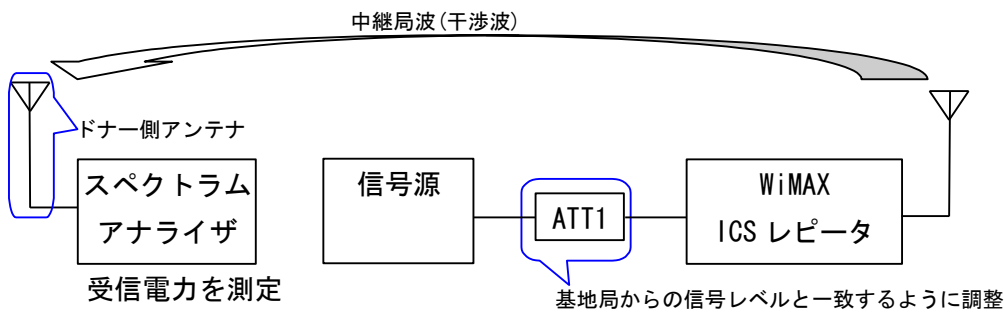 中継局波(干渉波)
ドナー側アンテナ
スペクトラム
アナライザ
信号源
ATT1
WiMAX
ICS レピータ
受信電力を測定
基地局からの信号レベルと一致するように調整